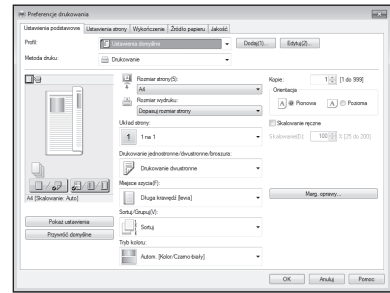 Preferencje drukowania
Ustawienia podstawowe Ustawienia strony Wykończenie Źródło papieru Jakość
Profil: Ustawienia domyślne Dodaj(1)... Edytuj(2)...
Metoda druku: Drukowanie
Rozmiar strony(S):
A4
Rozmiar wydruku:
Dopasuj rozmiar strony
Układ strony:
1 1 na 1
Drukowanie jednostronne/dwustronne/broszura:
Drukowanie dwustronne
Miejsce zszycia(F):
Długa krawędź [lewa]
Sortuj/Grupuj(V):
Sortuj
Tryb koloru:
Autom. [Kolor/Czarno-biały]
Kopie: 1 [1 do 999]
Orientacja
A Pionowa A Pozioma
Skalowanie ręczne
Skalowanie(D): 100 % [25 do 200]
Marg. oprawy...
A4 [Skalowanie: Auto]
Pokaż ustawienia
Przywróć domyślne
OK Anuluj Pomoc